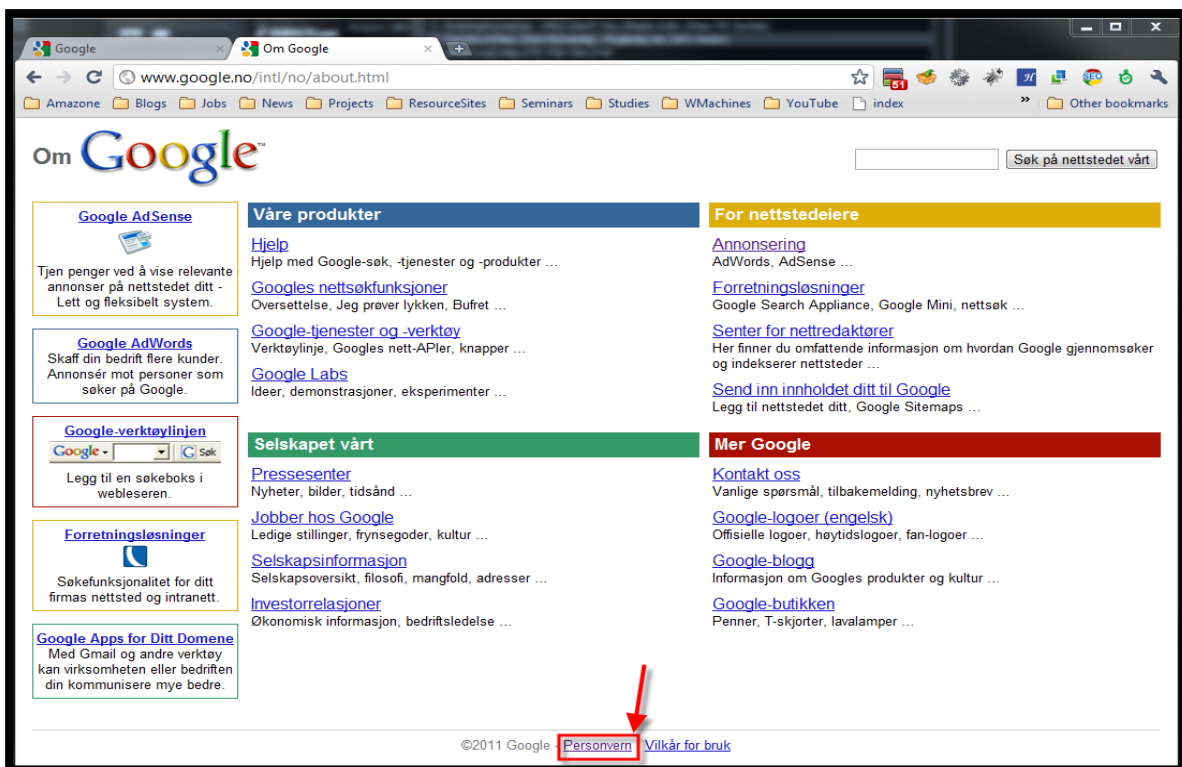 Google
Om Google
www.google.no/intl/no/about.html
51
SEO
Amazone Blogs Jobs News Projects ResourceSites Seminars Studies WMachines YouTube index » Other bookmarks
Om Google™
Søk på nettstedet vårt
Google AdSense
Tjen penger ved å vise relevante
annonser på nettstedet ditt -
Lett og fleksibelt system.
Google AdWords
Skaff din bedrift flere kunder.
Annonsér mot personer som
søker på Google.
Google-verktøylinjen
Google G Søk
Legg til en søkeboks i
webleseren.
Forretningsløsninger
Søkefunksjonalitet for ditt
firmas nettsted og intranett.
Google Apps for Ditt Domene
Med Gmail og andre verktøy
kan virksomheten eller bedriften
din kommunisere mye bedre.
Våre produkter
Hjelp
Hjelp med Google-søk, -tjenester og -produkter ...
Googles nettsøkfunksjoner
Oversettelse, Jeg prøver lykken, Bufret ...
Google-tjenester og -verktøy
Verktøylinje, Googles nett-APIer, knapper ...
Google Labs
Ideer, demonstrasjoner, eksperimenter ...
For nettstedeiere
Annonsering
AdWords, AdSense ...
Forretningsløsninger
Google Search Appliance, Google Mini, nettsøk ...
Senter for nettredaktører
Her finner du omfattende informasjon om hvordan Google gjennomsøker
og indekserer nettsteder ...
Send inn innholdet ditt til Google
Legg til nettstedet ditt, Google Sitemaps ...
Selskapet vårt
Pressesenter
Nyheter, bilder, tidsånd ...
Jobber hos Google
Ledige stillinger, frynsegoder, kultur ...
Selskapsinformasjon
Selskapsoversikt, filosofi, mangfold, adresser ...
Investorrelasjoner
Økonomisk informasjon, bedriftsledelse ...
Mer Google
Kontakt oss
Vanlige spørsmål, tilbakemelding, nyhetsbrev ...
Google-logoer (engelsk)
Offisielle logoer, høytidslogoer, fan-logoer ...
Google-blogg
Informasjon om Googles produkter og kultur ...
Google-butikken
Penner, T-skjorter, lavalamper ...
©2011 Google - Personvern Vilkår for bruk